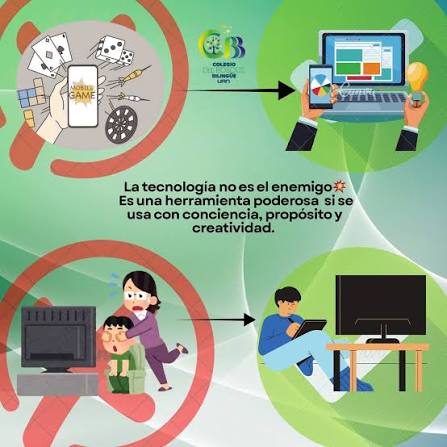 COLEGIO
BILINGÜE
MOBILE
GAME
La tecnología no es el enemigo💥
Es una herramienta poderosa si se
usa con conciencia, propósito y
creatividad.